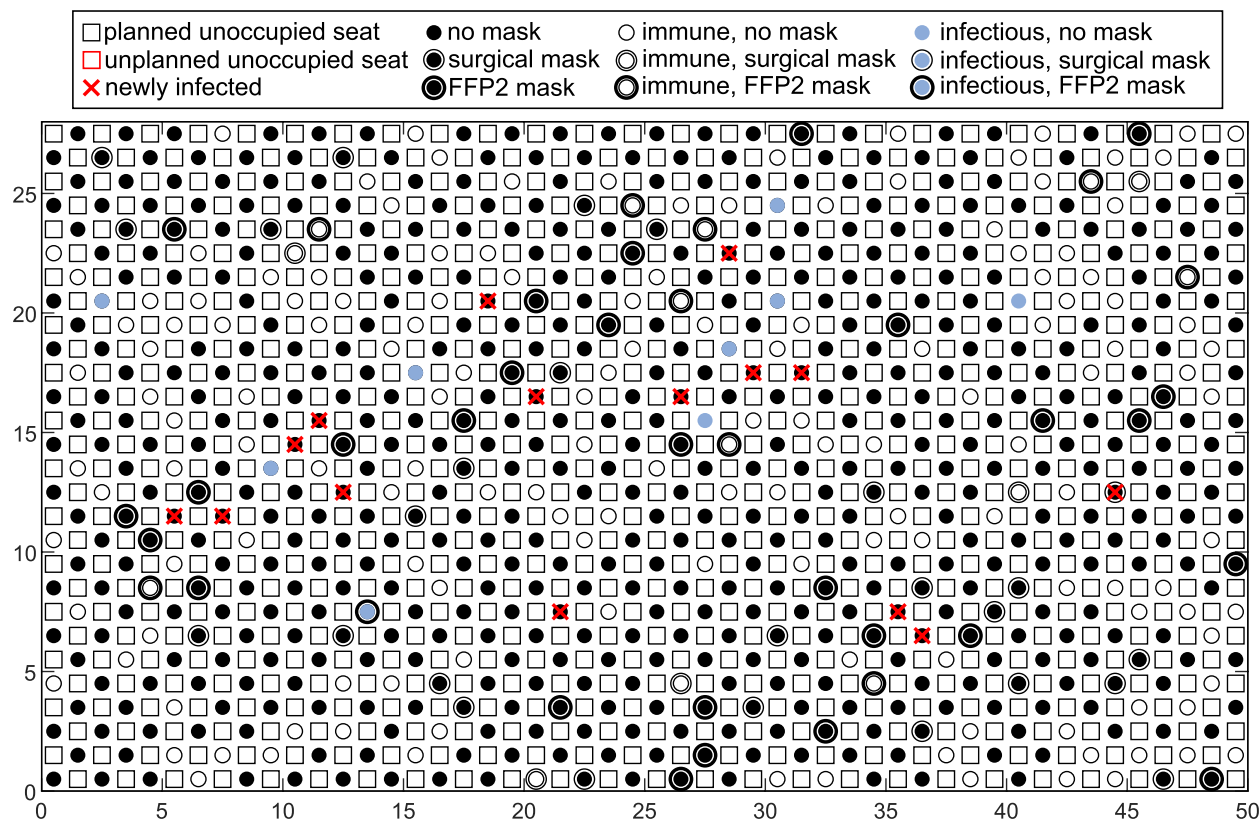 planned unoccupied seat no mask immune, no mask infectious, no mask
unplanned unoccupied seat surgical mask immune, surgical mask infectious, surgical mask
newly infected FFP2 mask immune, FFP2 mask infectious, FFP2 mask
25
20
15
10
5
0
0 5 10 15 20 25 30 35 40 45 50